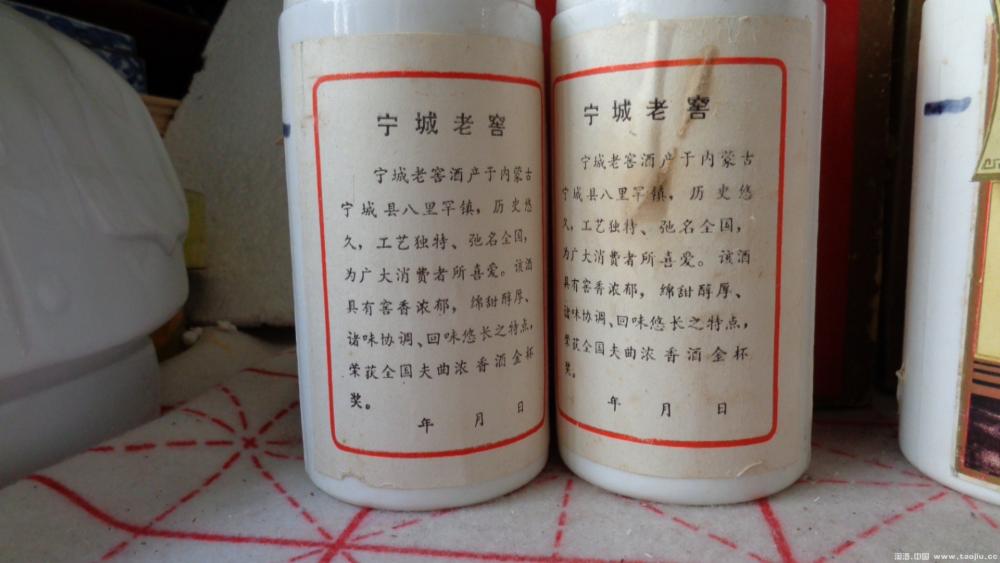 宁城老窖
宁城老窖酒产于内蒙古
宁城县八里罕镇，历史悠
久，工艺独特、弛名全国，
为广大消费者所喜爱。该酒
具有窖香浓郁，绵甜醇厚、
诸味协调、回味悠长之特点，
荣获全国夫曲浓香酒金杯
奖。
年 月 日
宁城老窖
宁城老窖酒产于内蒙古
宁城县八里罕镇，历史悠
久，工艺独特、弛名全国，
为广大消费者所喜爱。该酒
具有窖香浓郁，绵甜醇厚、
诸味协调、回味悠长之特点，
荣获全国夫曲浓香酒金杯
奖。
年 月 日
淘酒.中国 www.taojiu.cc